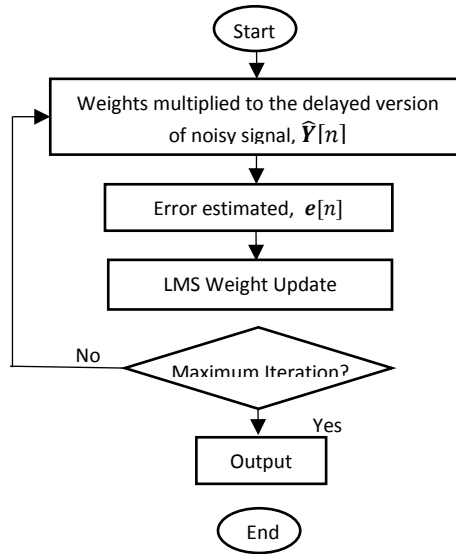 Start
Weights multiplied to the delayed version
of noisy signal, Ŷ[n]
Error estimated, e[n]
LMS Weight Update
No
Maximum Iteration?
Yes
Output
End